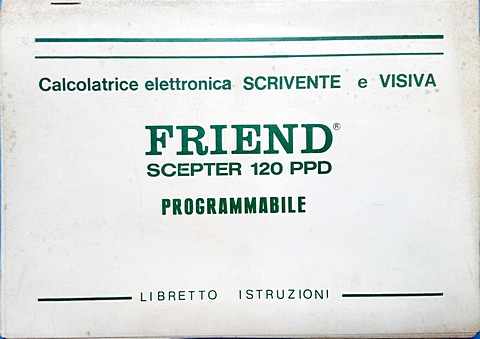 Calcolatrice elettronica SCRIVENTE e VISIVA
FRIEND®
SCEPTER 120 PPD
PROGRAMMABILE
LIBRETTO ISTRUZIONI